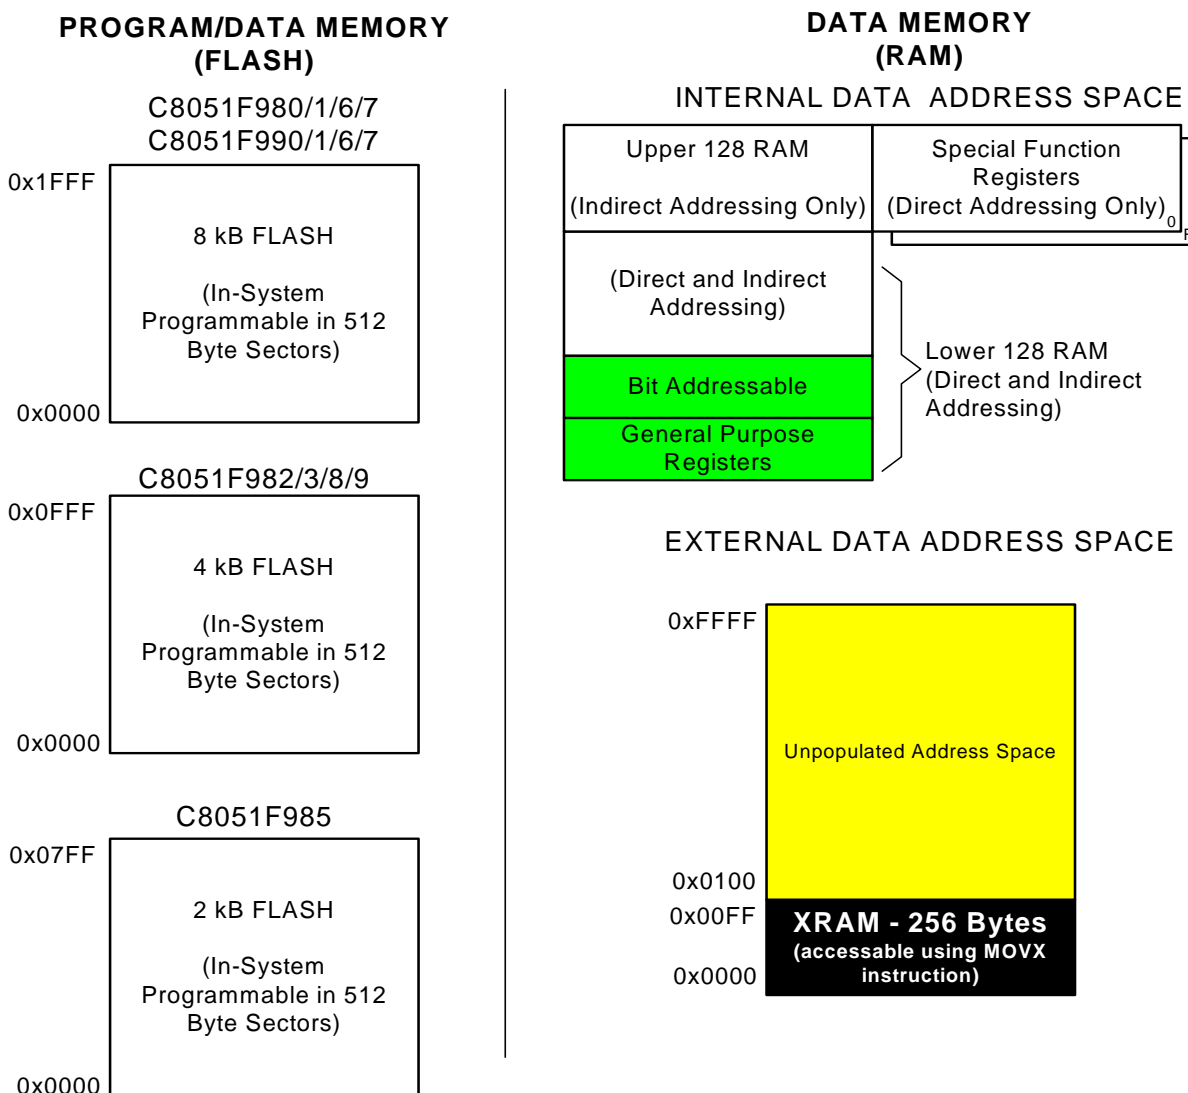 PROGRAM/DATA MEMORY
(FLASH)
C8051F980/1/6/7
C8051F990/1/6/7
0x1FFF
8 kB FLASH
(In-System
Programmable in 512
Byte Sectors)
0x0000
C8051F982/3/8/9
0x0FFF
4 kB FLASH
(In-System
Programmable in 512
Byte Sectors)
0x0000
C8051F985
0x07FF
2 kB FLASH
(In-System
Programmable in 512
Byte Sectors)
0x0000
DATA MEMORY
(RAM)
INTERNAL DATA ADDRESS SPACE
Upper 128 RAM
(Indirect Addressing Only)
Special Function
Registers
(Direct Addressing Only)
0
F
(Direct and Indirect
Addressing)
Bit Addressable
General Purpose
Registers
Lower 128 RAM
(Direct and Indirect
Addressing)
EXTERNAL DATA ADDRESS SPACE
0xFFFF
Unpopulated Address Space
0x0100
0x00FF
XRAM - 256 Bytes
(accessable using MOVX
instruction)
0x0000